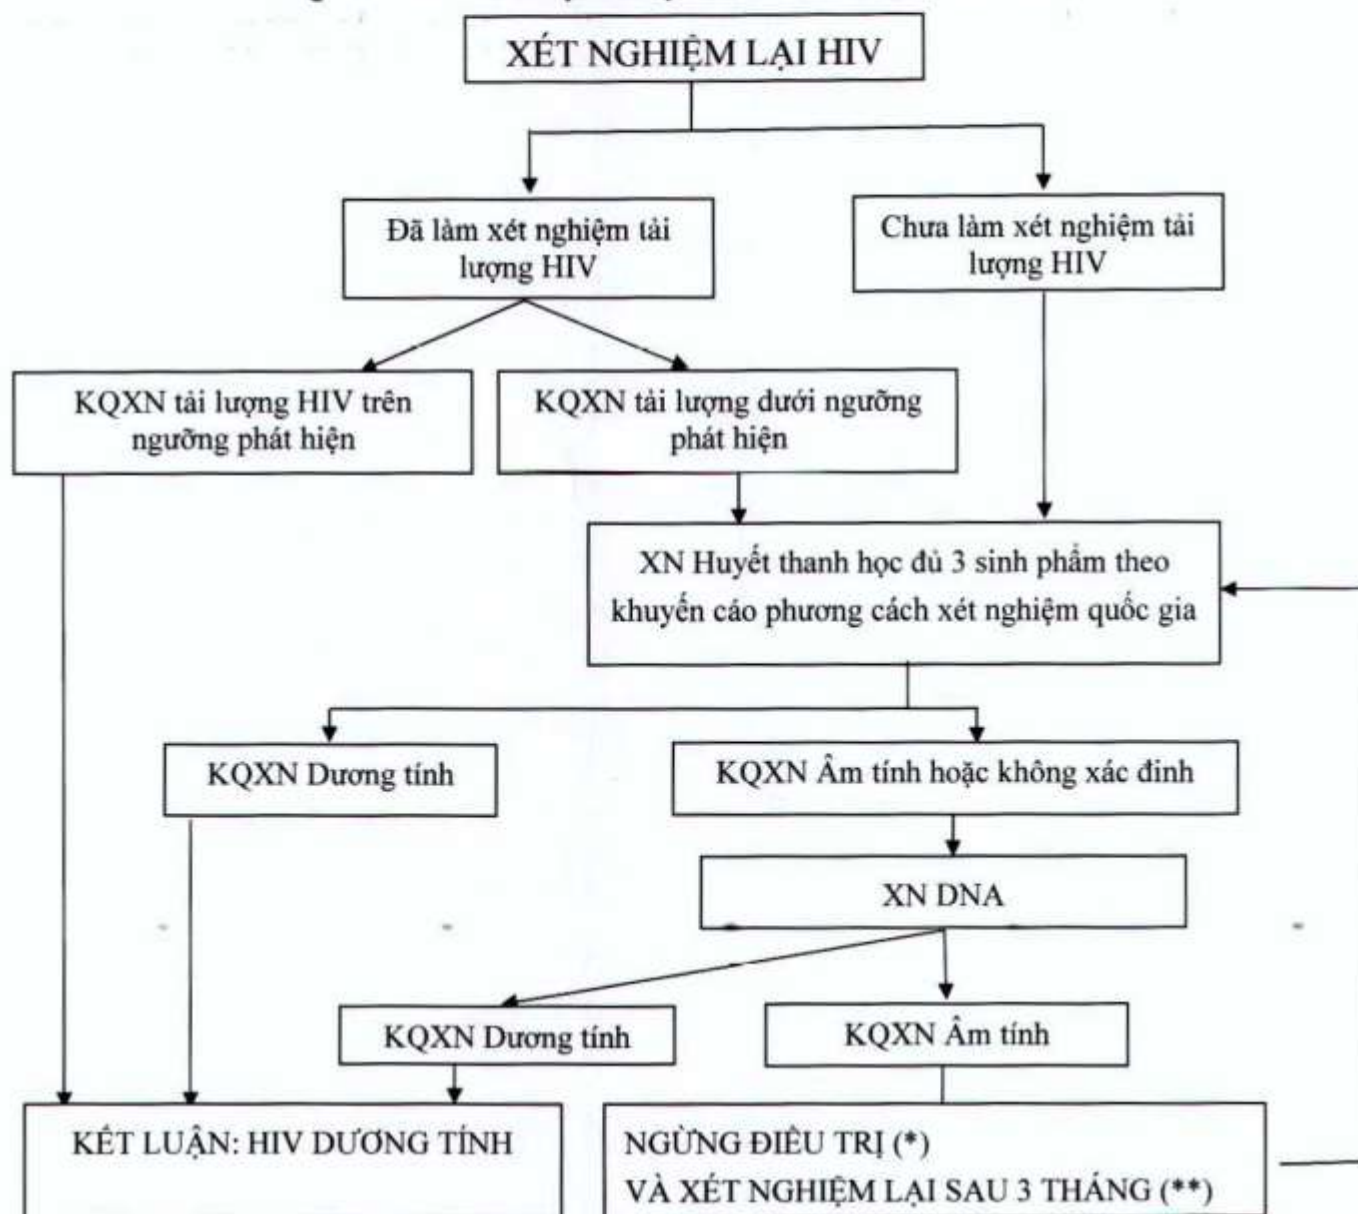 XÉT NGHIỆM LẠI HIV
Đã làm xét nghiệm tải
lượng HIV
Chưa làm xét nghiệm tải
lượng HIV
KQXN tải lượng HIV trên
ngưỡng phát hiện
KQXN tải lượng dưới ngưỡng
phát hiện
XN Huyết thanh học đủ 3 sinh phẩm theo
khuyến cáo phương cách xét nghiệm quốc gia
KQXN Dương tính
KQXN Âm tính hoặc không xác đinh
XN DNA
KQXN Dương tính
KQXN Âm tính
KẾT LUẬN: HIV DƯƠNG TÍNH
NGỪNG ĐIỀU TRỊ (*)
VÀ XÉT NGHIỆM LẠI SAU 3 THÁNG (**)